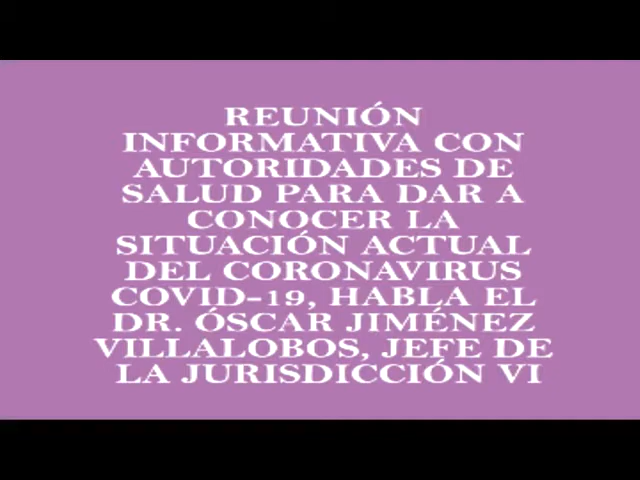 REUNIÓN
INFORMATIVA CON
AUTORIDADES DE
SALUD PARA DAR A
CONOCER LA
SITUACIÓN ACTUAL
DEL CORONAVIRUS
COVID-19, HABLA EL
DR. ÓSCAR JIMÉNEZ
VILLALOBOS, JEFE DE
LA JURISDICCIÓN VI